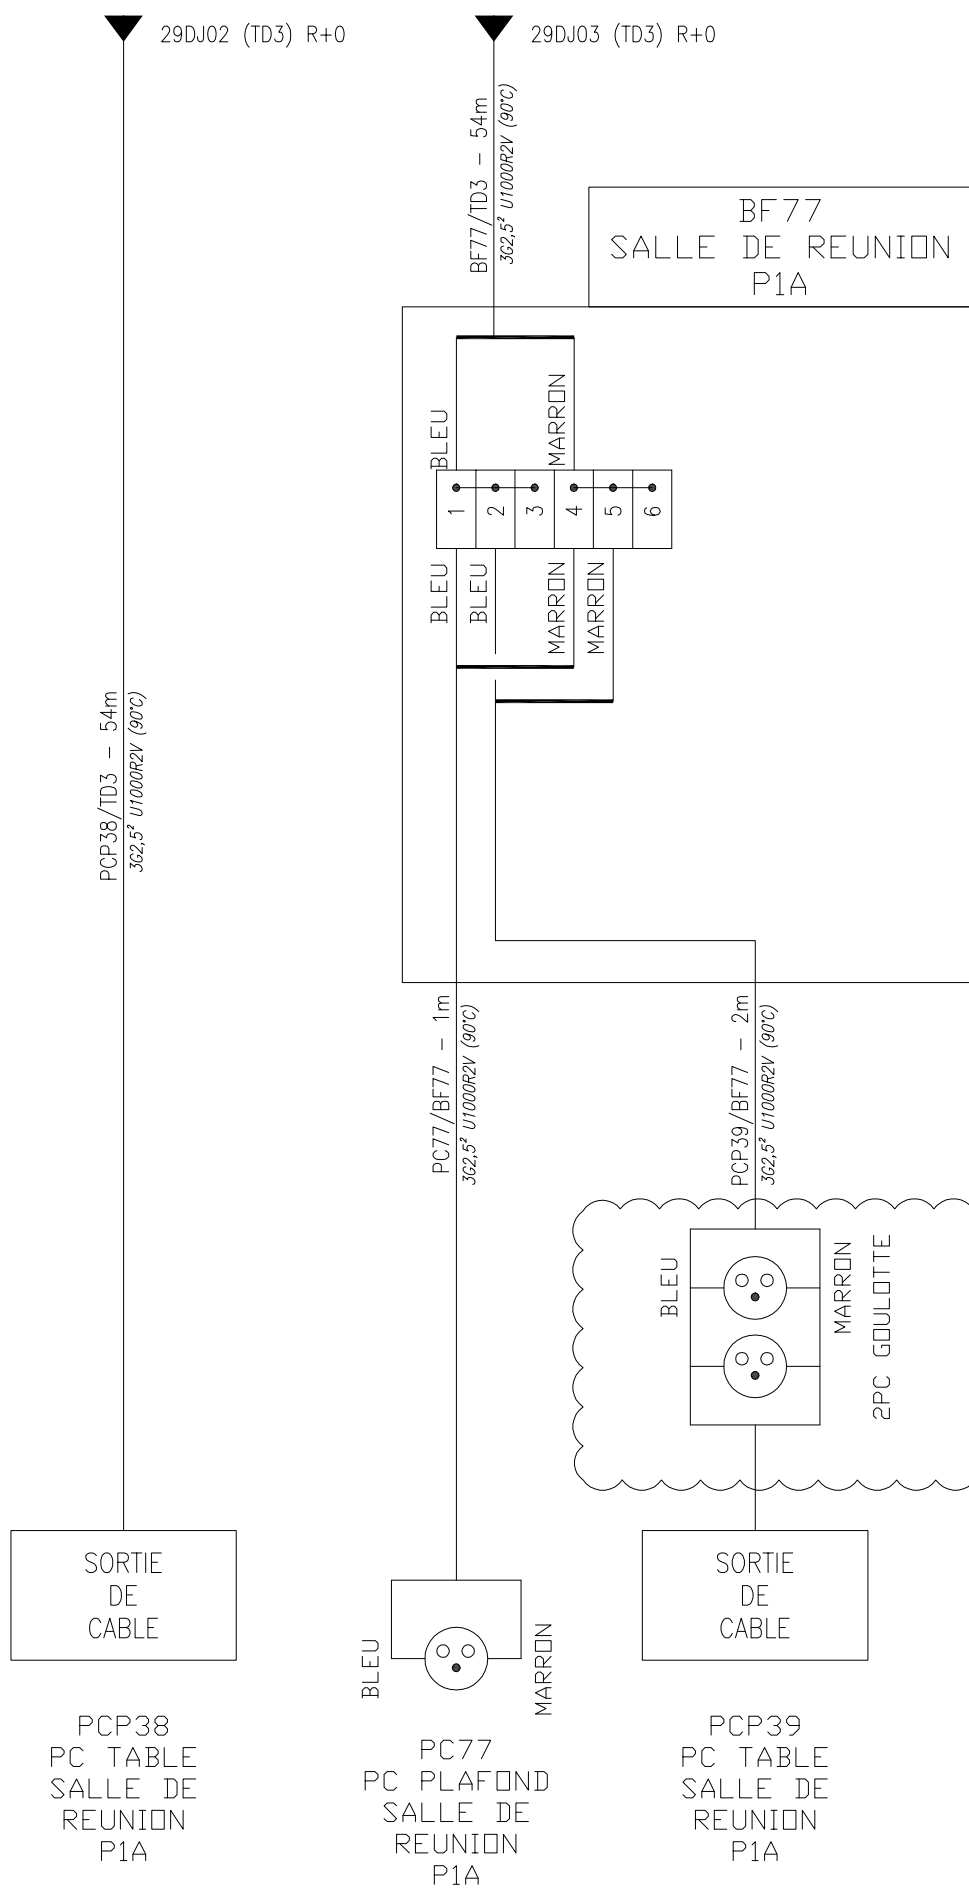 29DJ02 (TD3) R+0
29DJ03 (TD3) R+0
BF77/TD3 - 54m
3G2,5² U1000R2V (90°C)
BF77
SALLE DE REUNION
P1A
BLEU
MARRON
1
2
3
4
5
6
BLEU
BLEU
MARRON
MARRON
PCP38/TD3 - 54m
3G2,5² U1000R2V (90°C)
PC77/BF77 - 1m
3G2,5² U1000R2V (90°C)
PCP39/BF77 - 2m
3G2,5² U1000R2V (90°C)
BLEU
MARRON
2PC GOULOTTE
SORTIE
DE
CABLE
BLEU
MARRON
SORTIE
DE
CABLE
PCP38
PC TABLE
SALLE DE
REUNION
P1A
PC77
PC PLAFOND
SALLE DE
REUNION
P1A
PCP39
PC TABLE
SALLE DE
REUNION
P1A